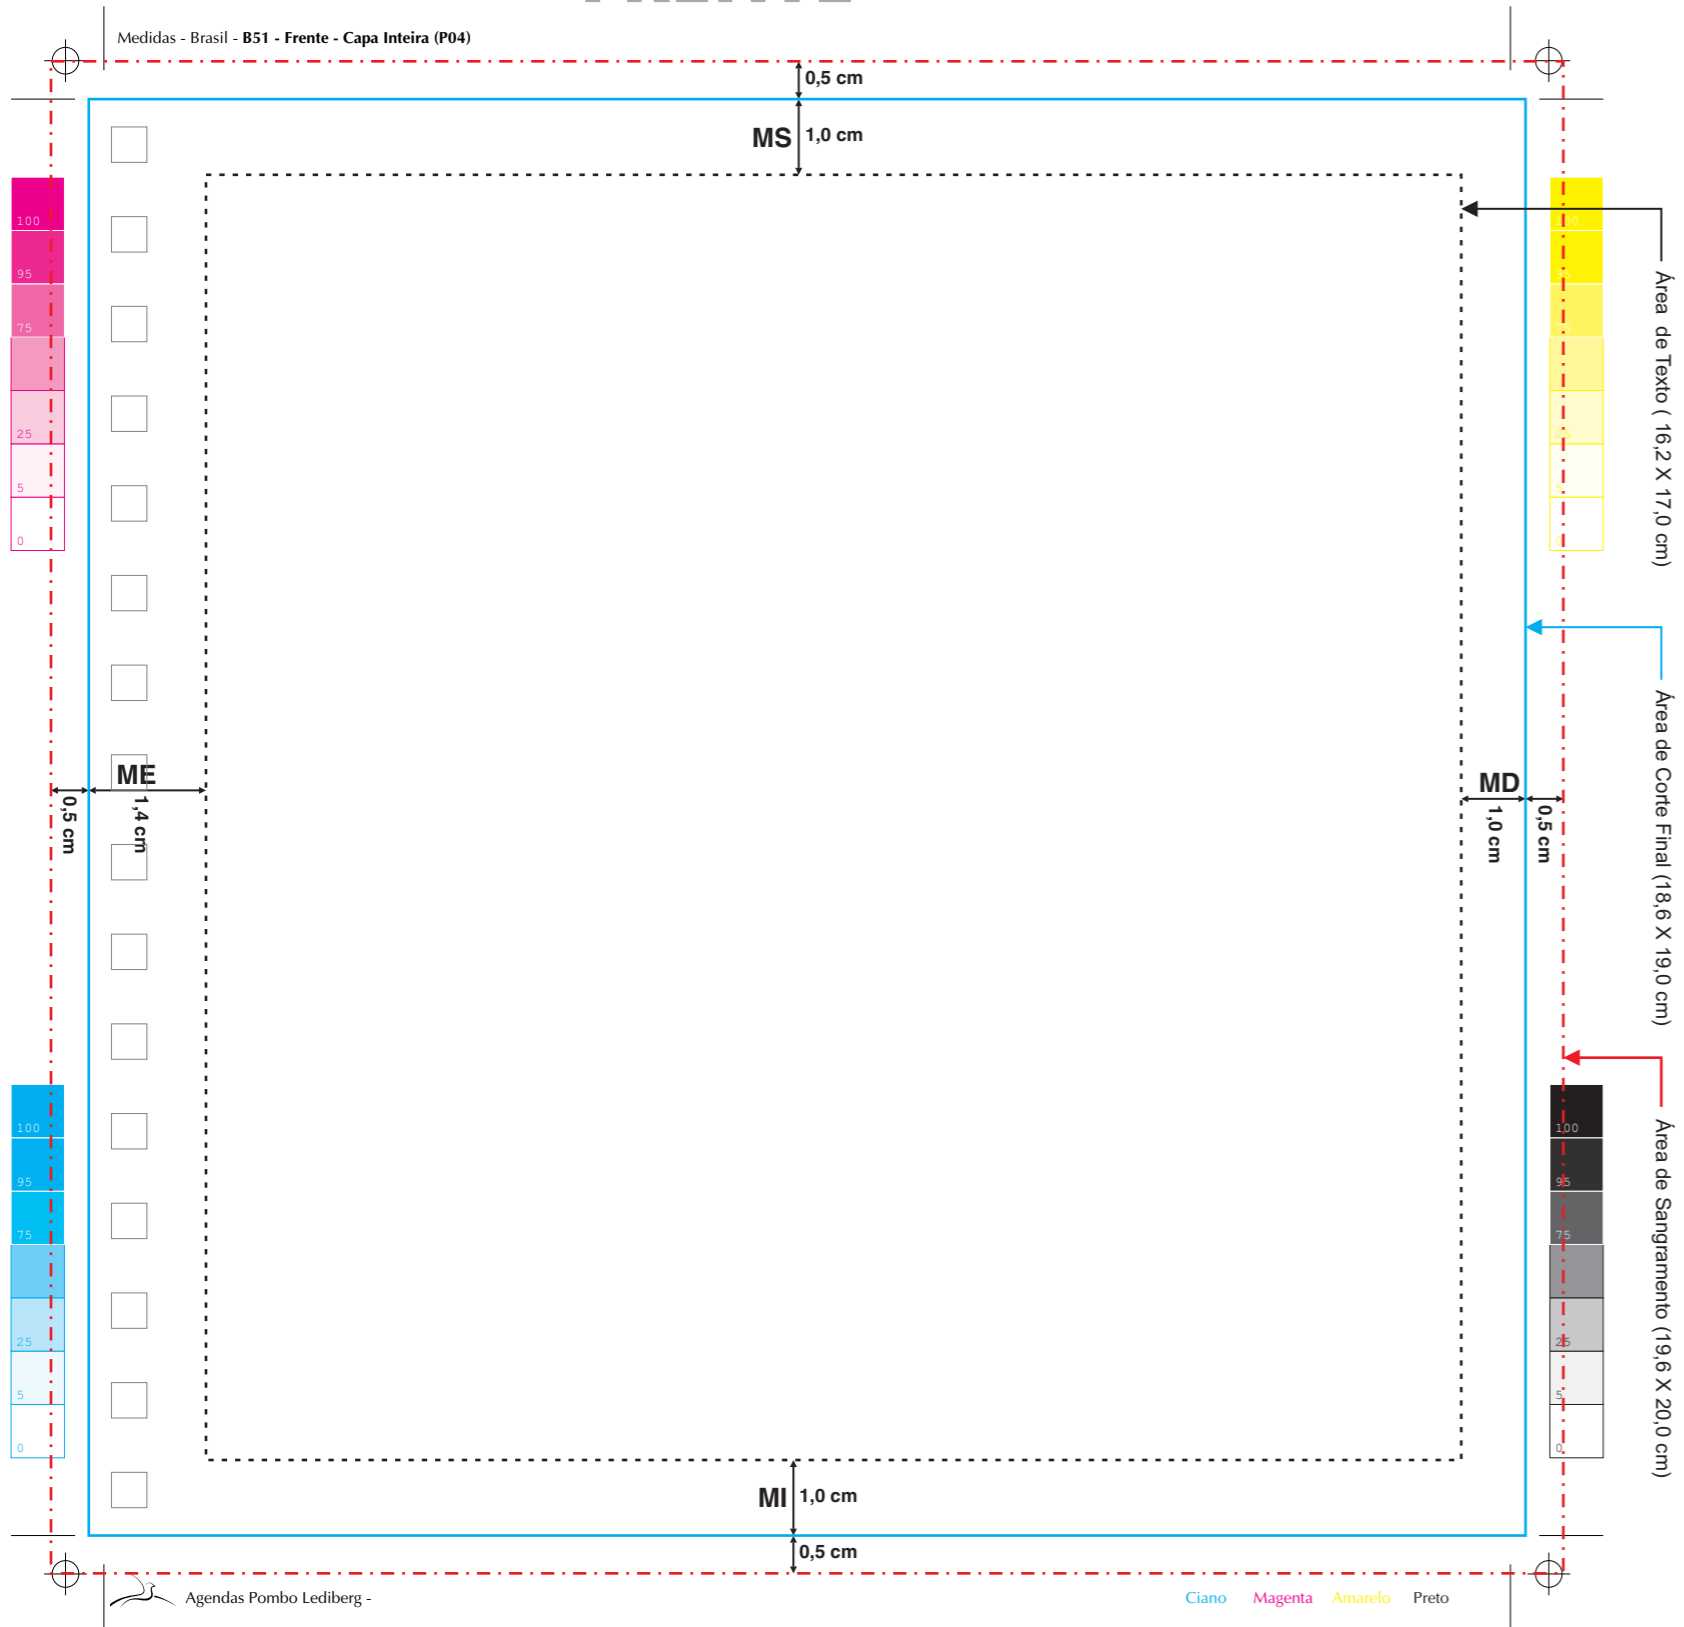 Medidas - Brasil - B51 - Frente - Capa Inteira (P04)
0,5 cm
MS 1,0 cm
100
95
75
25
5
0
100
Área de Texto ( 16,2 X 17,0 cm)
ME
1,4 cm
0,5 cm
MD
1,0 cm
0,5 cm
Área de Corte Final (18,6 X 19,0 cm)
100
95
75
25
5
0
100
95
75
25
5
0
Área de Sangramento (19,6 X 20,0 cm)
MI 1,0 cm
0,5 cm
Agendas Pombo Lediberg -
Ciano Magenta Amarelo Preto